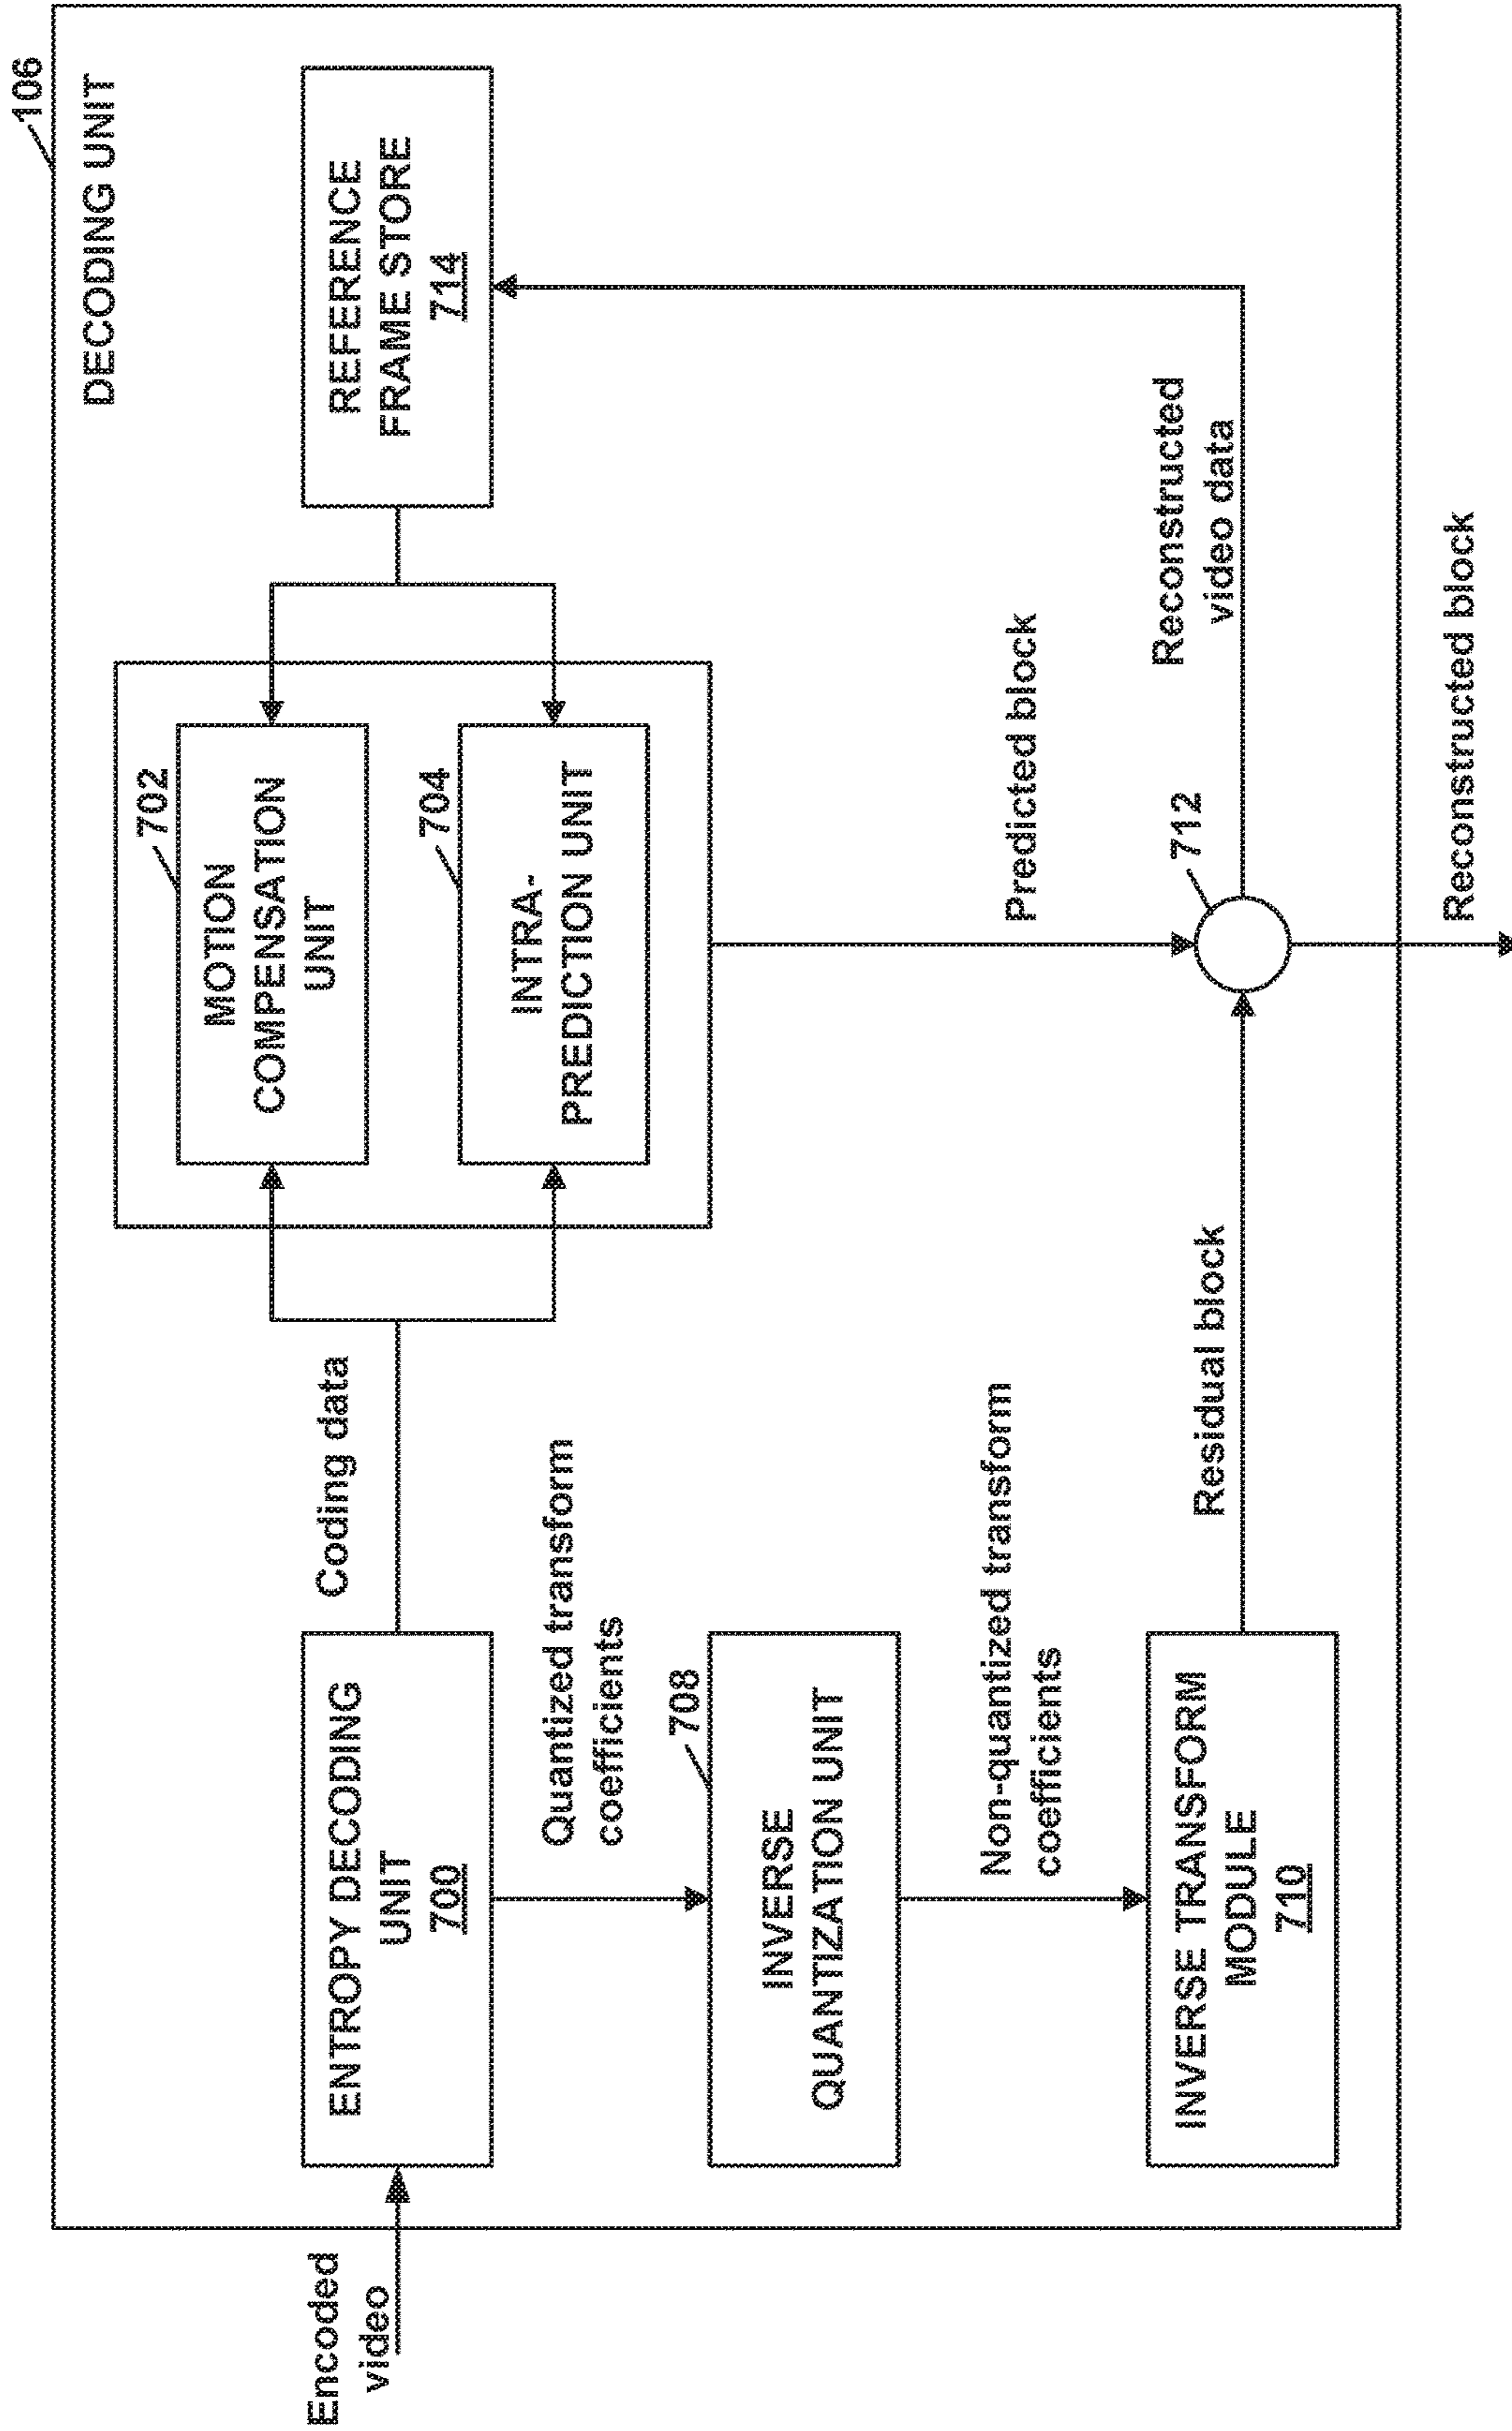 106
DECODING UNIT
Encoded
video
ENTROPY DECODING
UNIT
700
Coding data
702
MOTION
COMPENSATION
UNIT
704
INTRA-
PREDICTION UNIT
REFERENCE
FRAME STORE
714
Quantized transform
coefficients
708
INVERSE
QUANTIZATION UNIT
Non-quantized transform
coefficients
INVERSE TRANSFORM
MODULE
710
Residual block
Predicted block
712
Reconstructed
video data
Reconstructed block